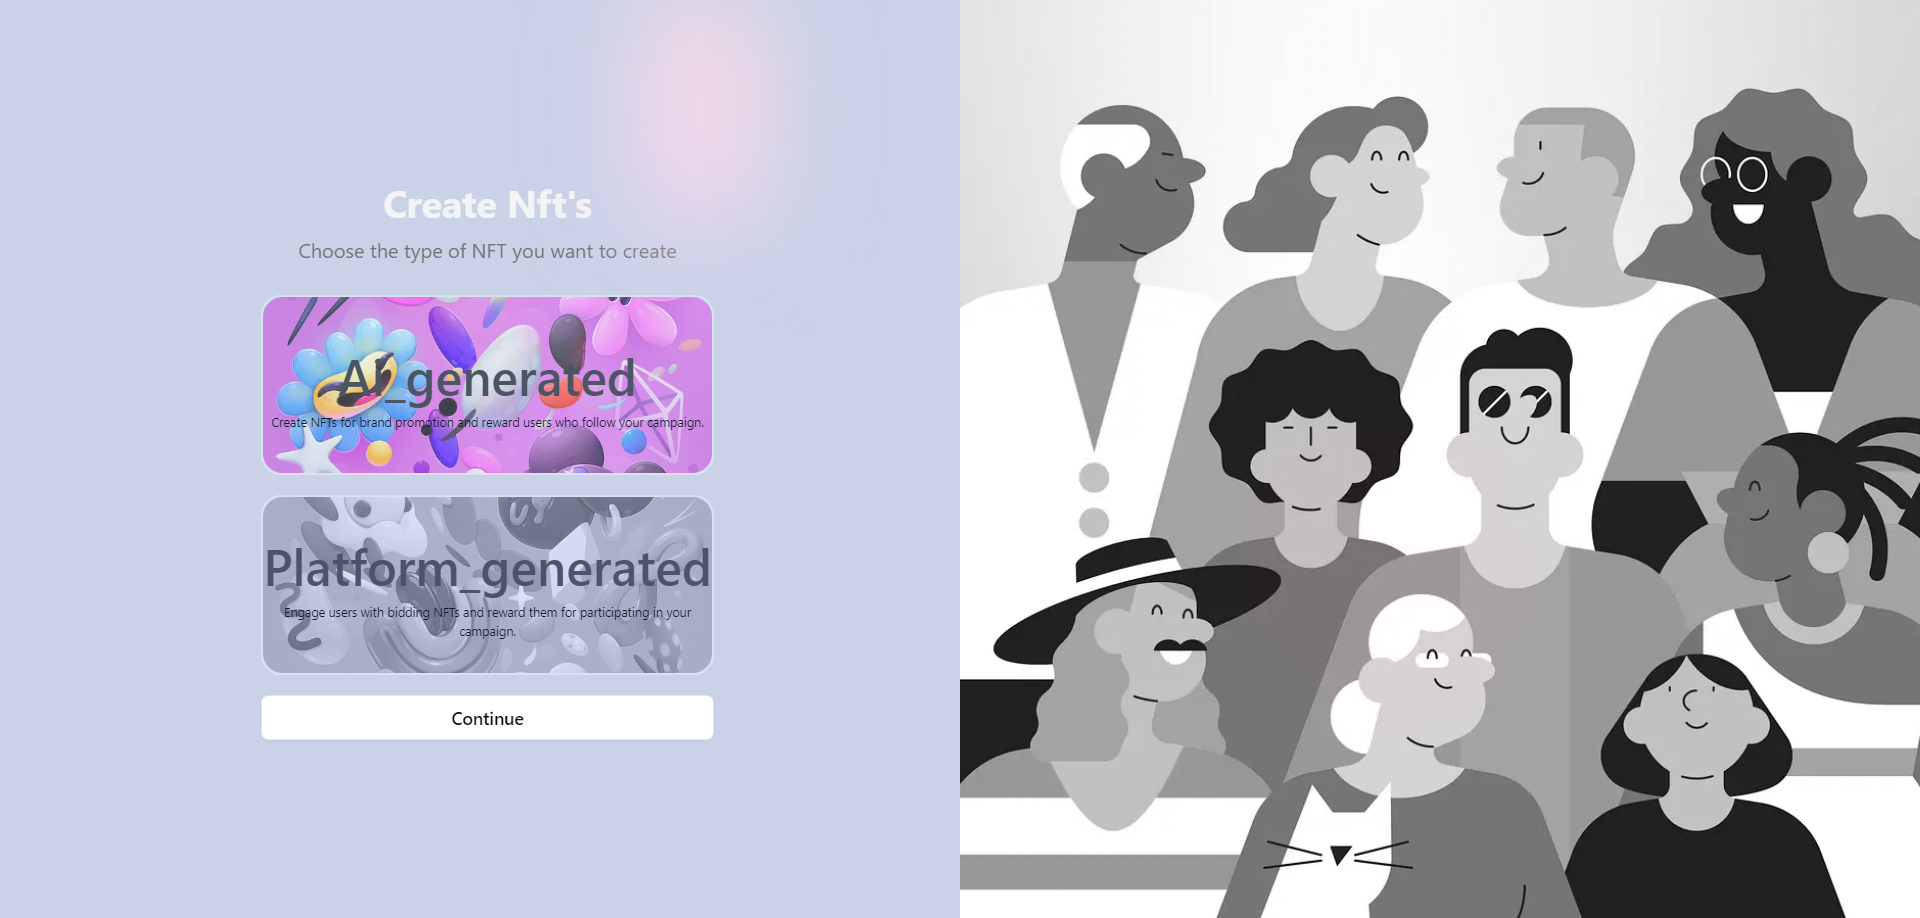 Create Nft's
Choose the type of NFT you want to create
Ai_generated
Create NFTs for brand promotion and reward users who follow your campaign.
Platform_generated
Engage users with bidding NFTs and reward them for participating in your
campaign.
Continue